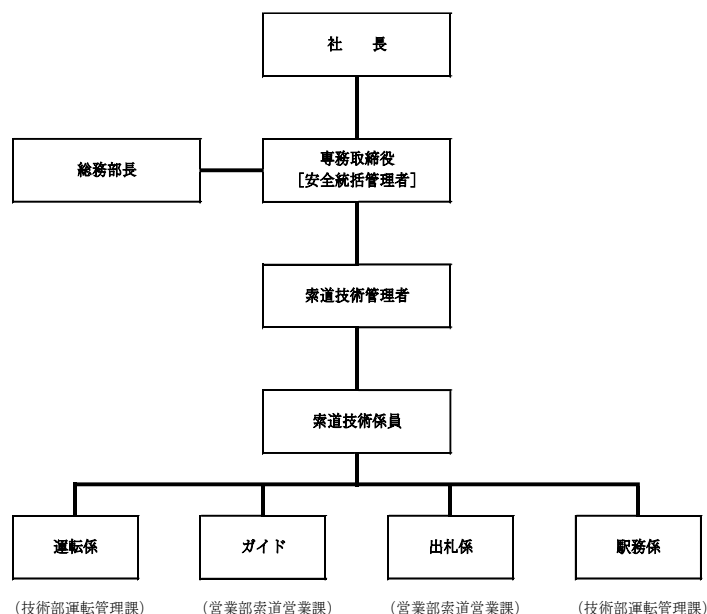 社　長
総務部長
専務取締役
［安全統括管理者］
索道技術管理者
索道技術係員
運転係
ガイド
出札係
駅務係
（技術部運転管理課）
（営業部索道営業課）
（営業部索道営業課）
（技術部運転管理課）